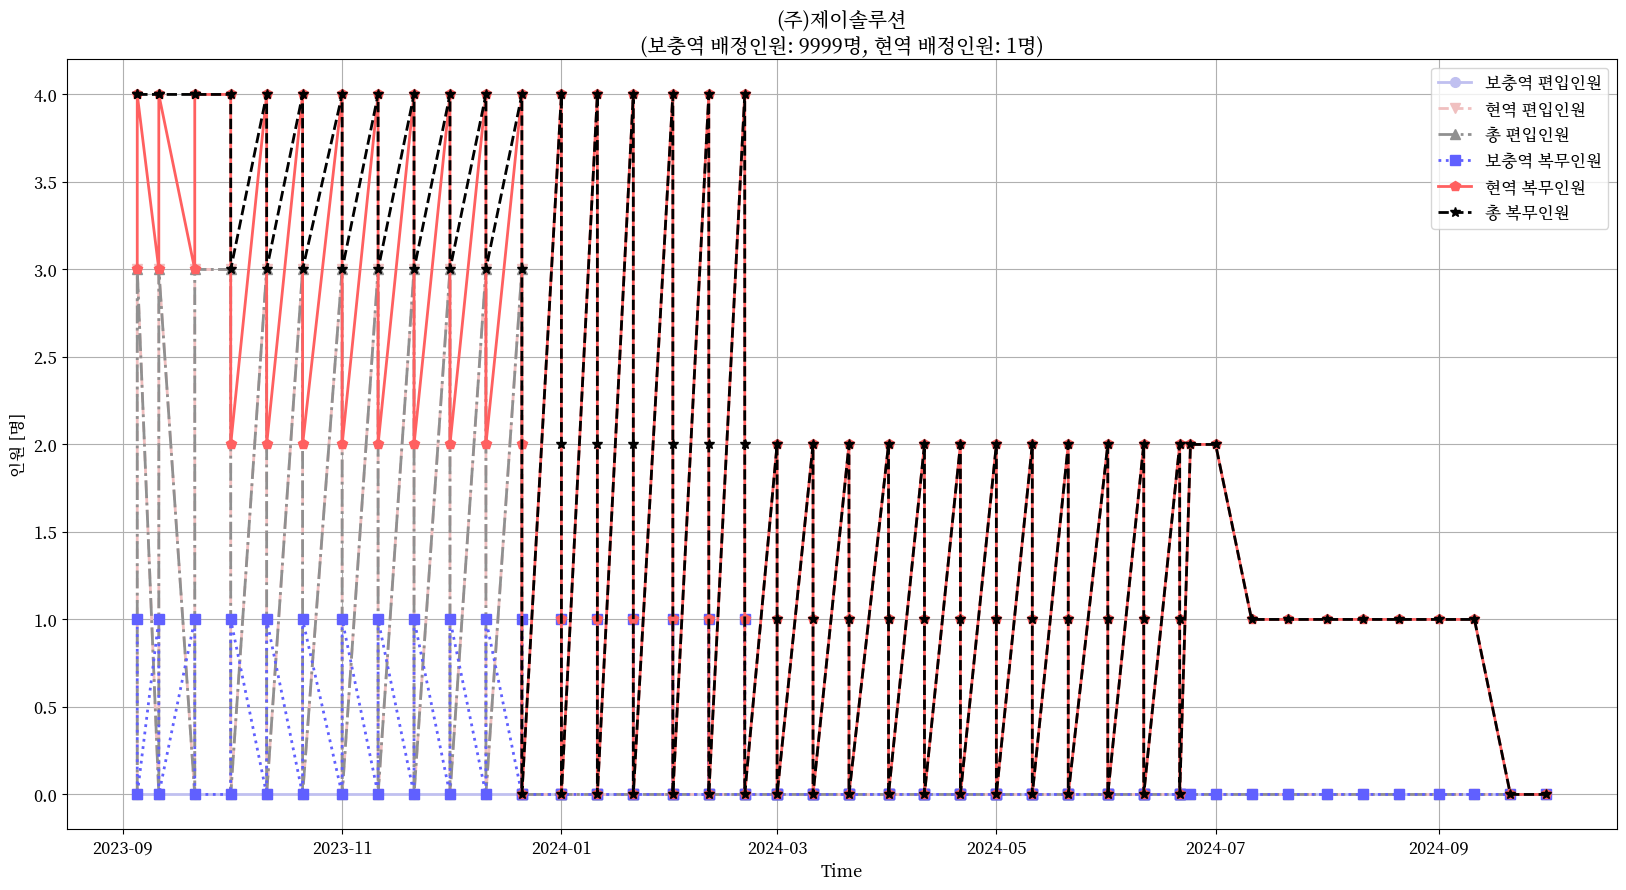 (주)제이솔루션
(보충역 배정인원: 9999명, 현역 배정인원: 1명)
인원 [명]
4.0
3.5
3.0
2.5
2.0
1.5
1.0
0.5
0.0
보충역 편입인원
현역 편입인원
총 편입인원
보충역 복무인원
현역 복무인원
총 복무인원
2023-09 2023-11 2024-01 2024-03 2024-05 2024-07 2024-09
Time